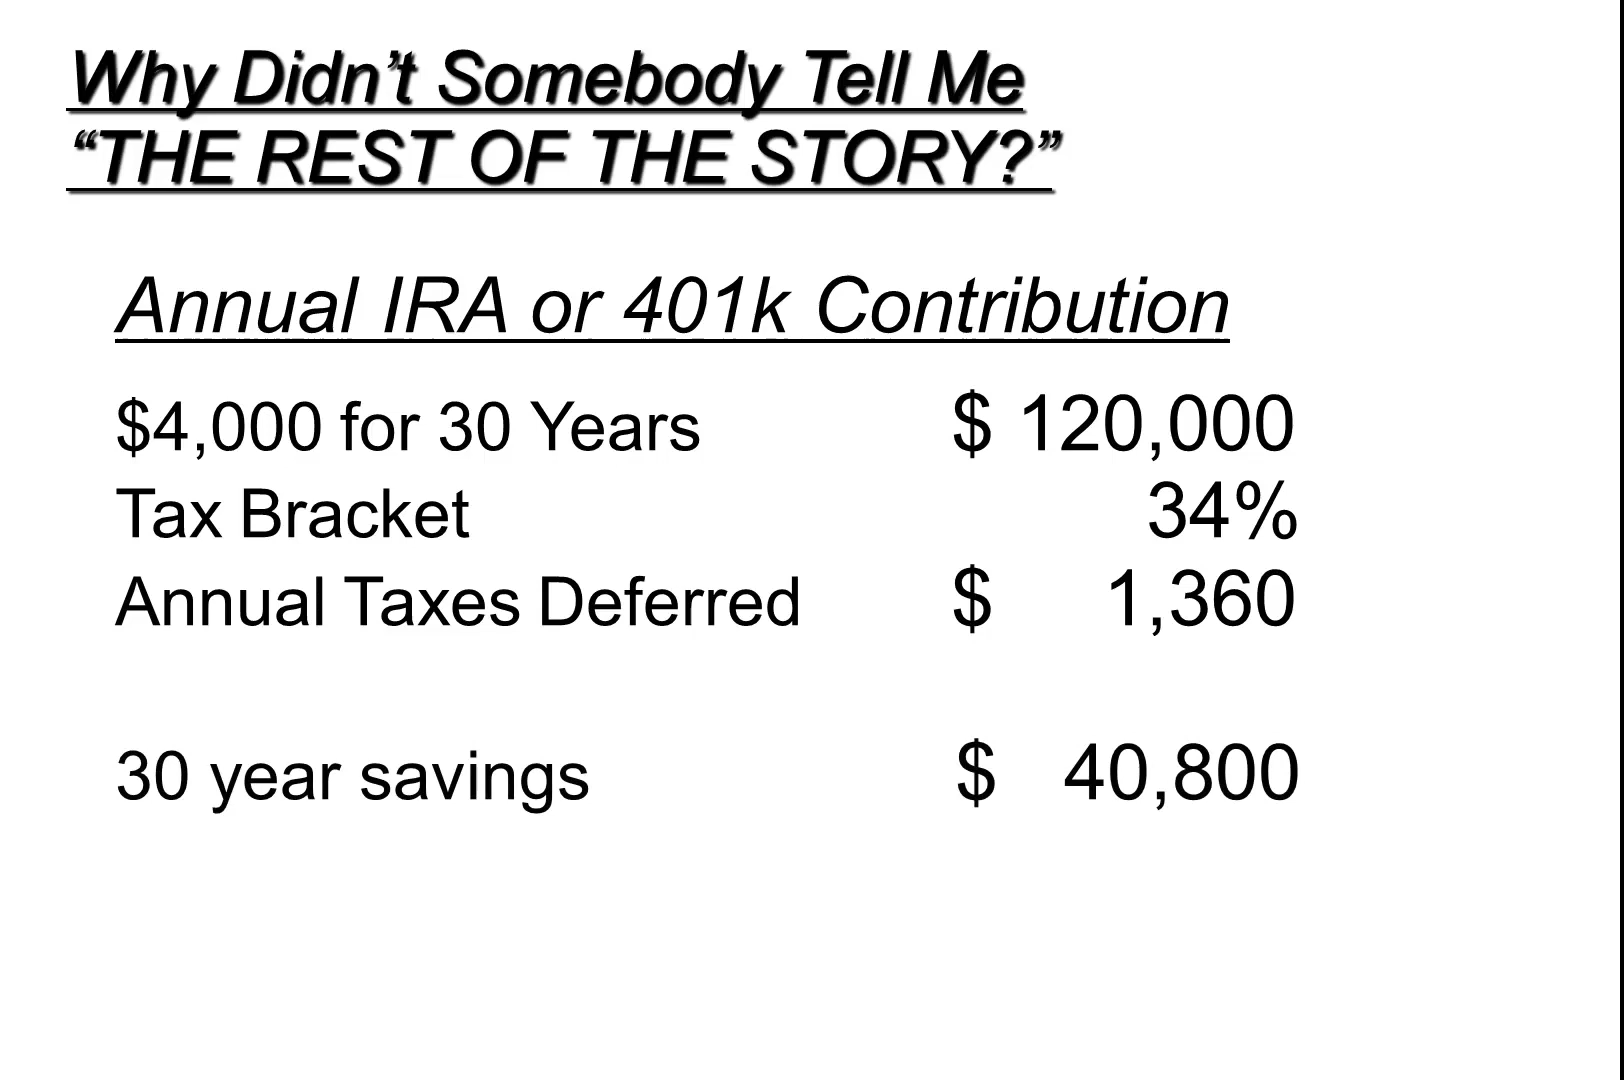 Why Didn’t Somebody Tell Me
“THE REST OF THE STORY?”
Annual IRA or 401k Contribution
$4,000 for 30 Years $ 120,000
Tax Bracket 34%
Annual Taxes Deferred $ 1,360
30 year savings $ 40,800